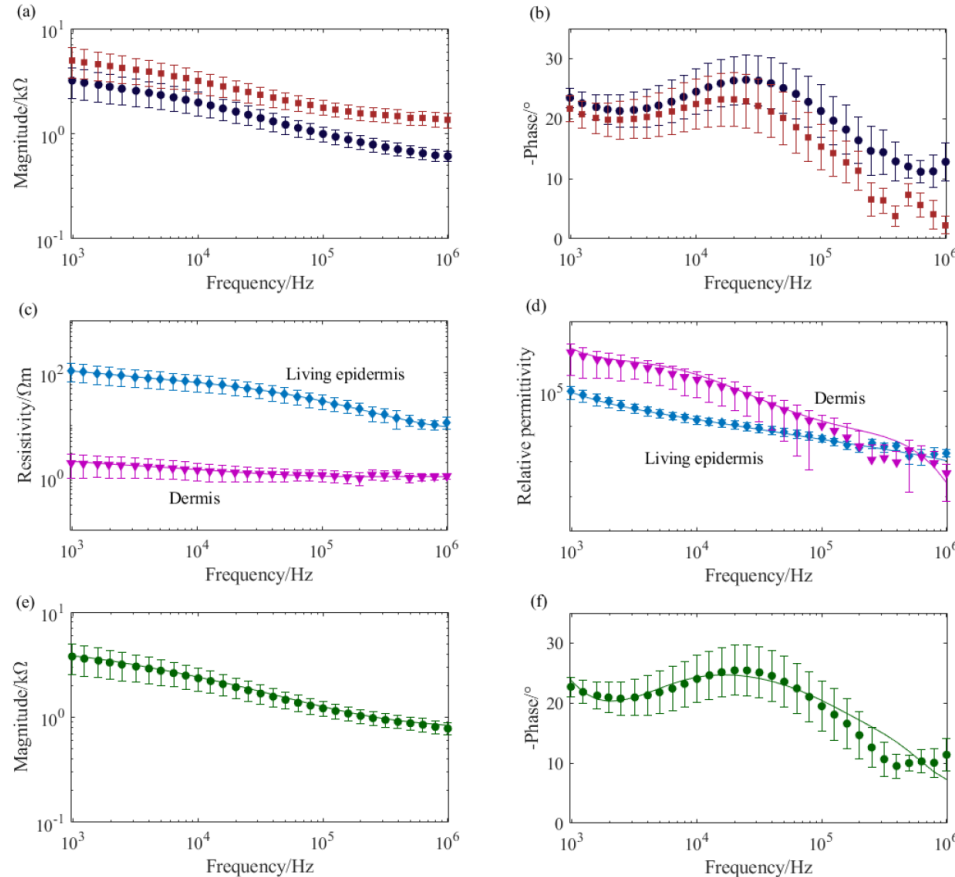 (a)
Magnitude/kΩ
10^1
10^0
10^-1
10^3 10^4 10^5 10^6
Frequency/Hz
(b)
-Phase/°
30
20
10
0
10^3 10^4 10^5 10^6
Frequency/Hz
(c)
Resistivity/Ωm
10^2
10^0
Living epidermis
Dermis
10^3 10^4 10^5 10^6
Frequency/Hz
(d)
Relative permittivity
10^5
Dermis
Living epidermis
10^3 10^4 10^5 10^6
Frequency/Hz
(e)
Magnitude/kΩ
10^1
10^0
10^-1
10^3 10^4 10^5 10^6
Frequency/Hz
(f)
-Phase/°
30
20
10
0
10^3 10^4 10^5 10^6
Frequency/Hz